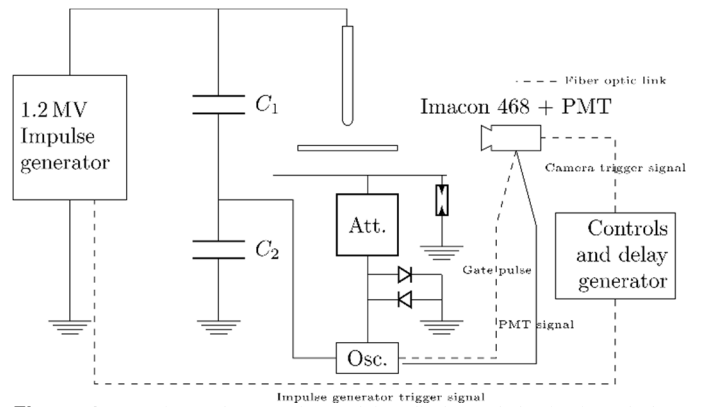 Fiber optic link
Imacon 468 + PMT
1.2 MV
Impulse
generator
C1
Camera trigger signal
Att.
Controls
and delay
generator
C2
Gate pulse
PMT signal
Osc.
Impulse generator trigger signal